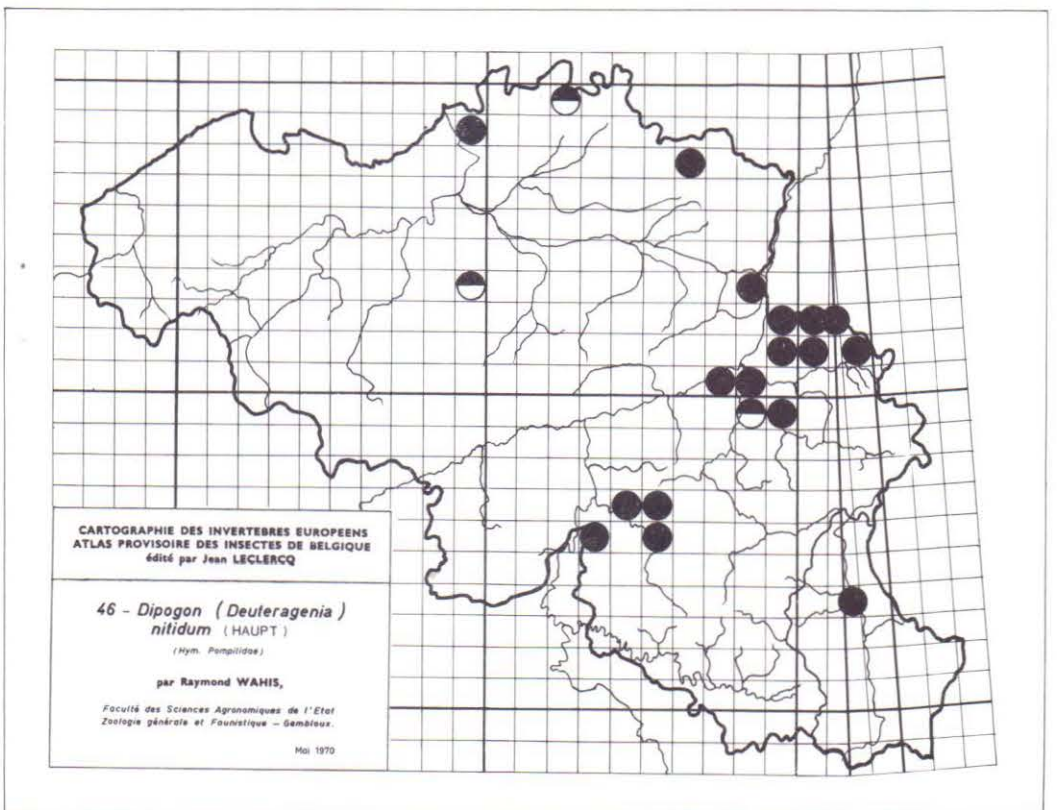 CARTOGRAPHIE DES INVERTEBRES EUROPEENS
ATLAS PROVISOIRE DES INSECTES DE BELGIQUE
édité par Jean LECLERCQ
46 – Dipogon (Deuteragenia)
nitidum (HAUPT)
(Hym. Pompilidae)
par Raymond WAHIS,
Faculté des Sciences Agronomiques de l'Etat
Zoologie générale et Faunistique – Gembloux.
Mai 1970